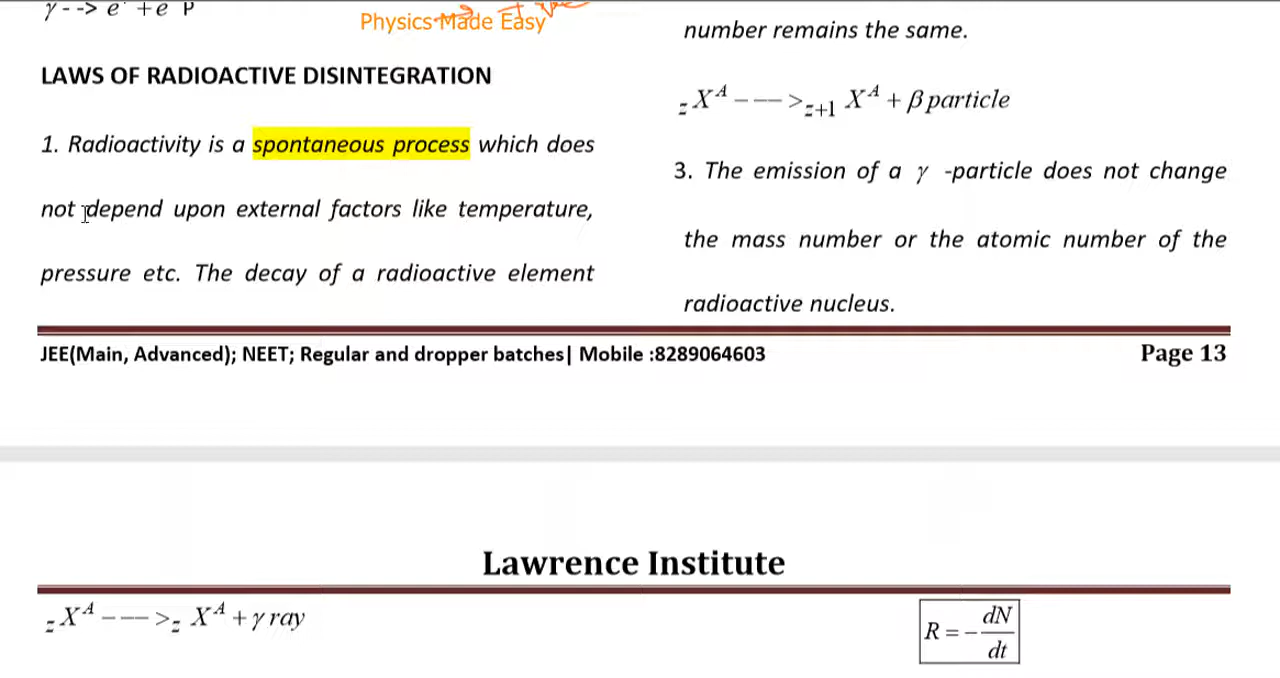 γ - -> e⁻ + e⁺ P
Physics Made Easy
LAWS OF RADIOACTIVE DISINTEGRATION
1. Radioactivity is a spontaneous process which does
not depend upon external factors like temperature,
pressure etc. The decay of a radioactive element
number remains the same.
zX^A - - - >z+1 X^A + β particle
3. The emission of a γ -particle does not change
the mass number or the atomic number of the
radioactive nucleus.
JEE(Main, Advanced); NEET; Regular and dropper batches| Mobile :8289064603
Page 13
Lawrence Institute
zX^A - - - >z X^A + γ ray
R = - dN/dt